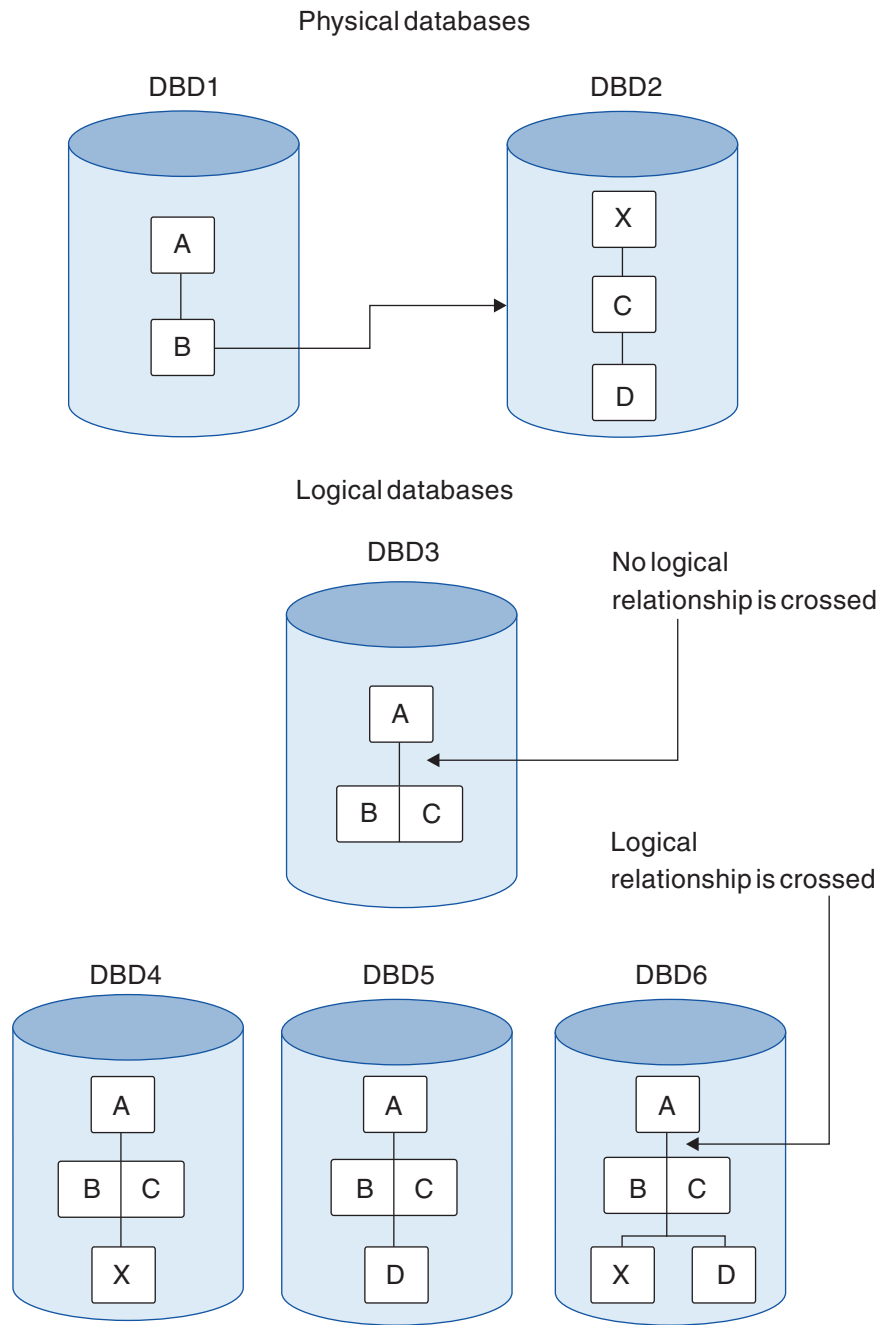 Physical databases
DBD1
DBD2
A
B
X
C
D
Logical databases
DBD3
No logical
relationship is crossed
A
B
C
Logical
relationship is crossed
DBD4
DBD5
DBD6
A
B
C
X
A
B
C
D
A
B
C
X
D